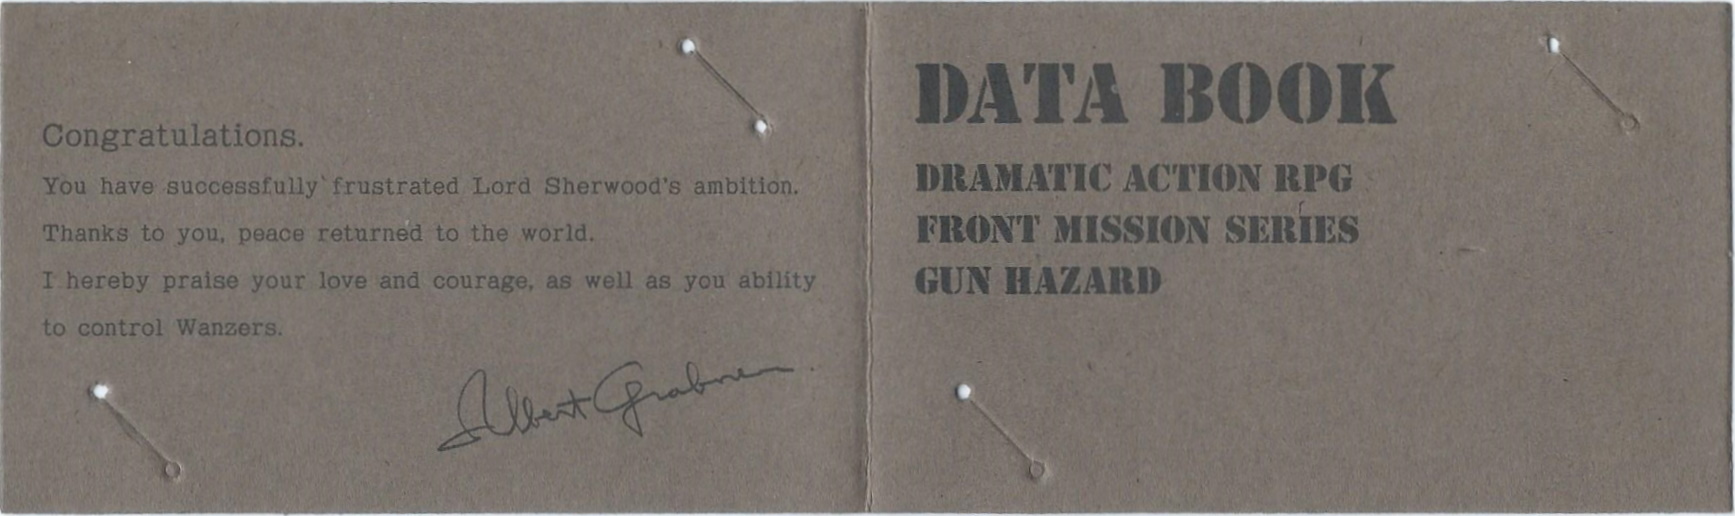 Congratulations.
You have successfully frustrated Lord Sherwood's ambition.
Thanks to you, peace returned to the world.
I hereby praise your love and courage, as well as you ability
to control Wanzers.
Albert Grabner
DATA BOOK
DRAMATIC ACTION RPG
FRONT MISSION SERIES
GUN HAZARD